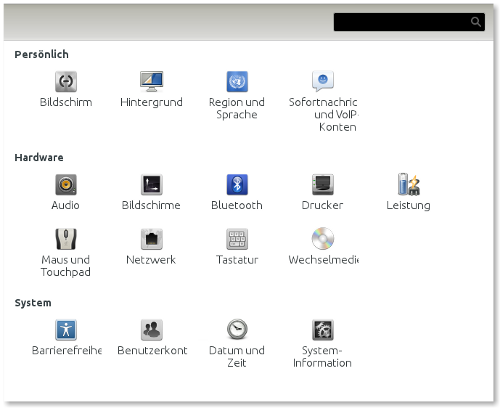 Persönlich
Bildschirm Hintergrund Region und Sofortnachric
Sprache und VoIP-
Konten
Hardware
Audio Bildschirme Bluetooth Drucker Leistung
Maus und Netzwerk Tastatur Wechselmedie
Touchpad
System
Barrierefreihe Benutzerkont Datum und System-
Zeit Information